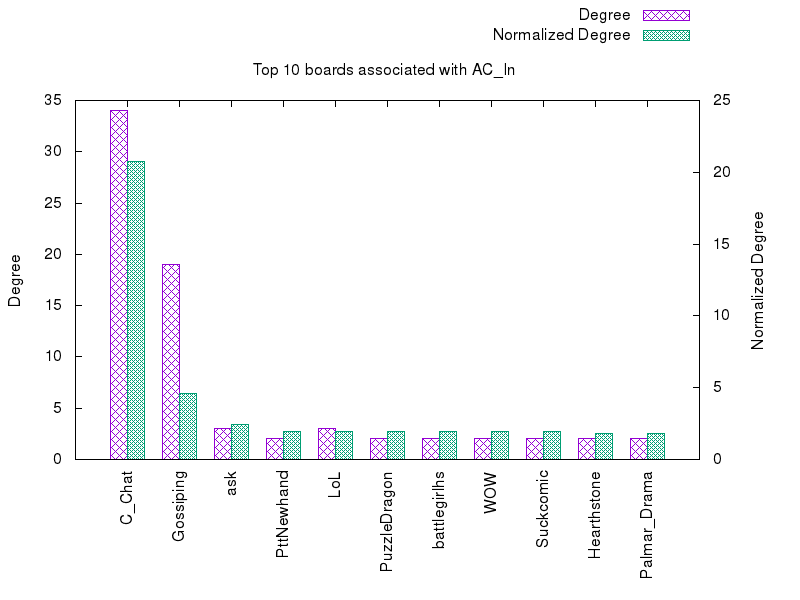 Degree
Normalized Degree
Top 10 boards associated with AC_In
35
30
25
20
15
10
5
0
25
20
15
10
5
0
Degree
Normalized Degree
C_Chat
Gossiping
ask
PttNewhand
LoL
PuzzleDragon
battlegirlhs
WOW
Suckcomic
Hearthstone
Palmar_Drama